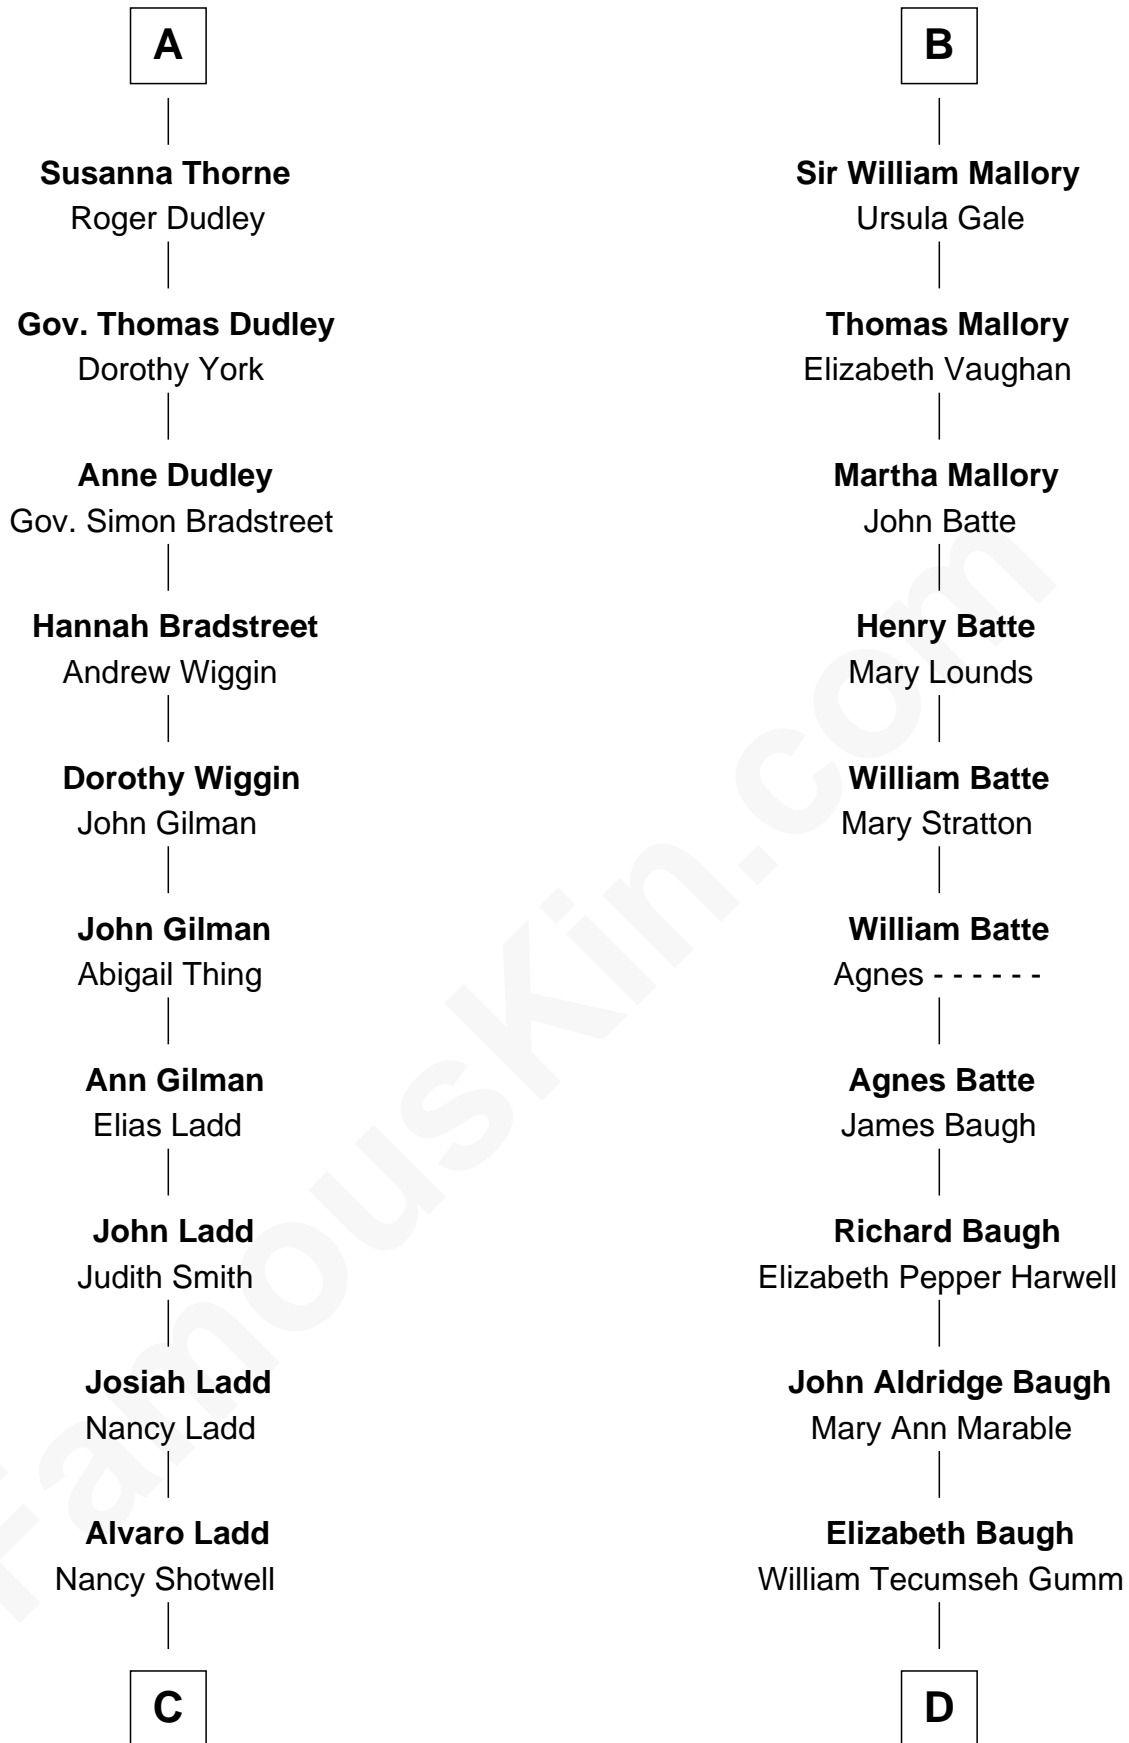 A
Susanna Thorne
Roger Dudley
Gov. Thomas Dudley
Dorothy York
Anne Dudley
Gov. Simon Bradstreet
Hannah Bradstreet
Andrew Wiggin
Dorothy Wiggin
John Gilman
John Gilman
Abigail Thing
Ann Gilman
Elias Ladd
John Ladd
Judith Smith
Josiah Ladd
Nancy Ladd
Alvaro Ladd
Nancy Shotwell
C
B
Sir William Mallory
Ursula Gale
Thomas Mallory
Elizabeth Vaughan
Martha Mallory
John Batte
Henry Batte
Mary Lounds
William Batte
Mary Stratton
William Batte
Agnes - - - - - -
Agnes Batte
James Baugh
Richard Baugh
Elizabeth Pepper Harwell
John Aldridge Baugh
Mary Ann Marable
Elizabeth Baugh
William Tecumseh Gumm
D
FamousKin.com